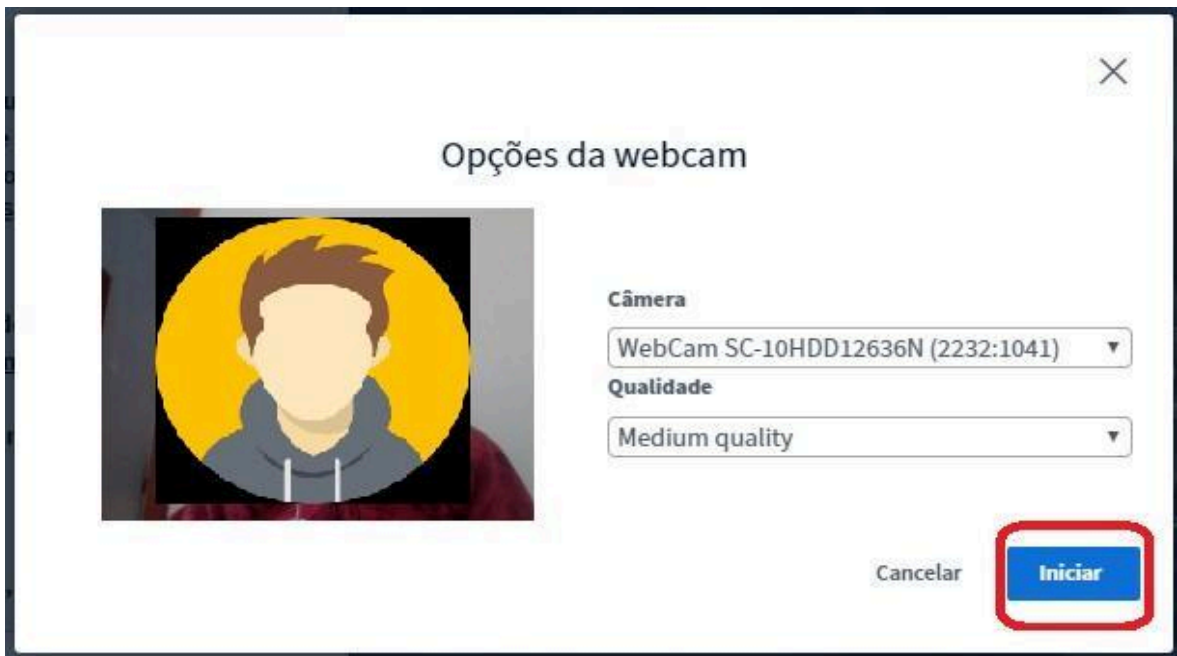 Opções da webcam
Câmera
WebCam SC-10HDD12636N (2232:1041)
Qualidade
Medium quality
Cancelar
Iniciar